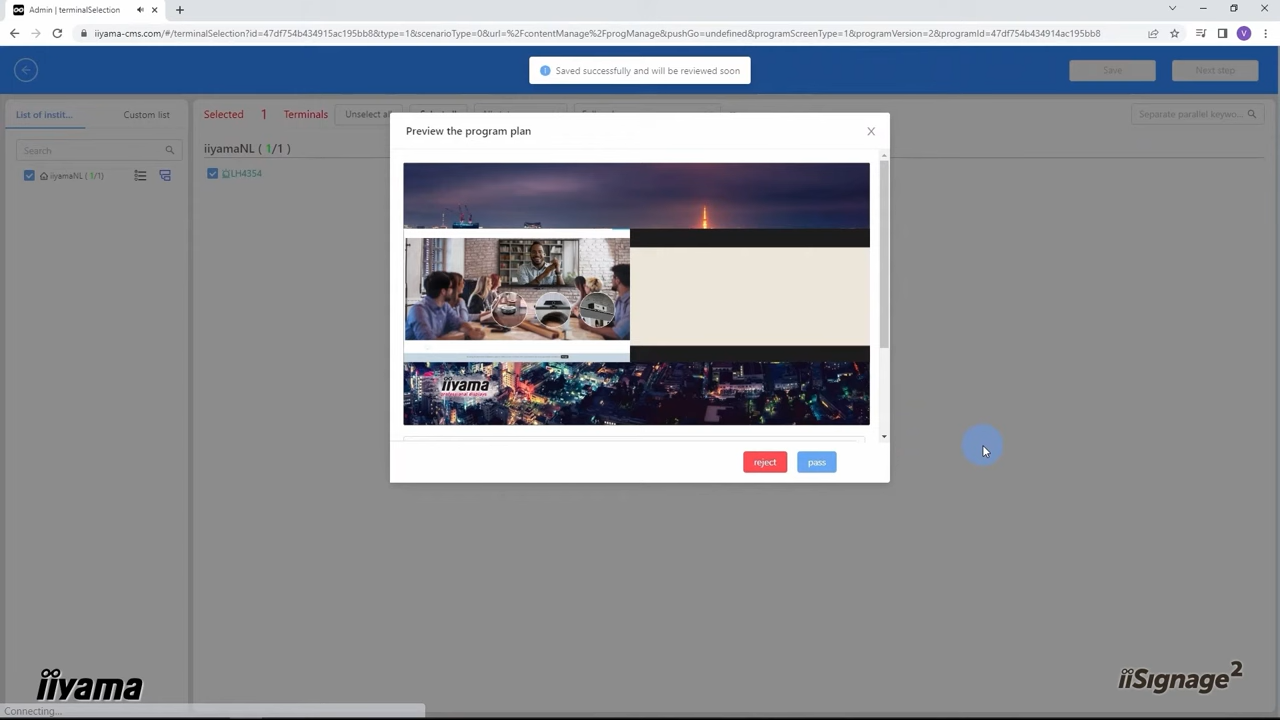 Admin | terminalSelection
iiyama-cms.com/#/terminalSelection?id=47df754b434915ac195bb8&type=1&scenarioType=0&url=%2FcontentManage%2FprogManage&pushGo=undefined&programScreenType=1&programVersion=2&programId=47df754b434914ac195bb8
V
Saved successfully and will be reviewed soon
Save
Next step
List of instit...
Custom list
Selected 1 Terminals
Unselect al
Separate parallel keywo...
Search
iiyamaNL ( 1/1 )
iiyamaNL ( 1/1)
LH4354
Preview the program plan
iiyama
professional displays
reject
pass
iiyama
iiSignage2
Connecting...